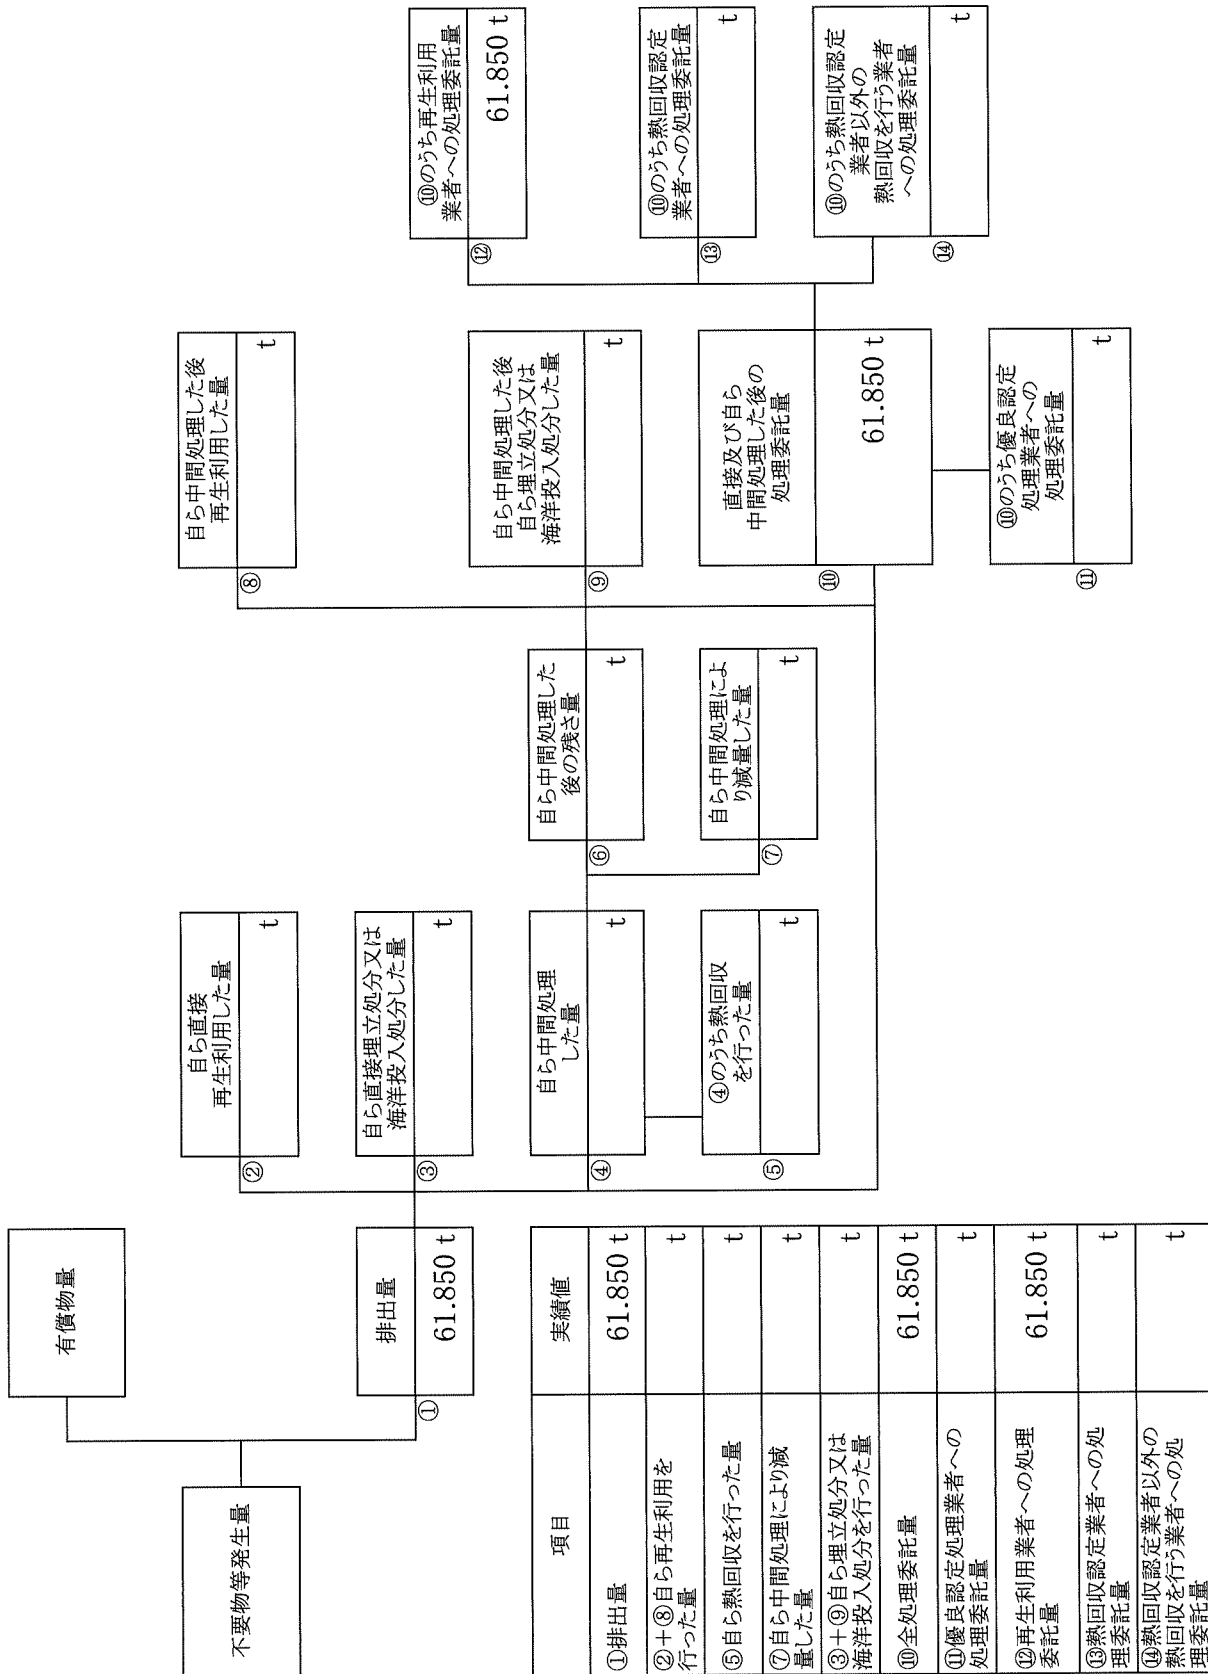 不要物等発生量
有償物量
①
排出量
61.850 t
②
自ら直接
再生利用した量
t
③
自ら直接埋立処分又は
海洋投入処分した量
t
④
自ら中間処理
した量
t
⑤
④のうち熱回収
を行った量
t
⑥
自ら中間処理した
後の残さ量
t
⑦
自ら中間処理によ
り減量した量
t
⑧
自ら中間処理した後
再生利用した量
t
⑨
自ら中間処理した後
自ら埋立処分又は
海洋投入処分した量
t
⑩
直接及び自ら
中間処理した後の
処理委託量
61.850 t
⑪
⑩のうち優良認定
処理業者への
処理委託量
t
⑫
⑩のうち再生利用
業者への処理委託量
61.850 t
⑬
⑩のうち熱回収認定
業者への処理委託量
t
⑭
⑩のうち熱回収認定
業者以外の
熱回収を行う業者
への処理委託量
t
項目 実績値
①排出量 61.850 t
②+⑧自ら再生利用を
行った量 t
⑤自ら熱回収を行った量 t
⑦自ら中間処理により減
量した量 t
③+⑨自ら埋立処分又は
海洋投入処分を行った量 t
⑩全処理委託量 61.850 t
⑪優良認定処理業者への
処理委託量 t
⑫再生利用業者への処理
委託量 61.850 t
⑬熱回収認定業者への処
理委託量 t
⑭熱回収認定業者以外の
熱回収を行う業者への処
理委託量 t